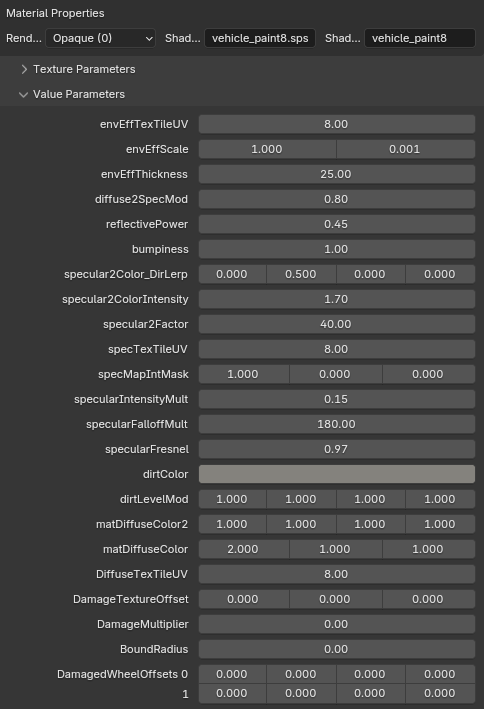 Material Properties
Rend... Opaque (0) Shad... vehicle_paint8.sps Shad... vehicle_paint8
Texture Parameters
Value Parameters
envEffTexTileUV 8.00
envEffScale 1.000 0.001
envEffThickness 25.00
diffuse2SpecMod 0.80
reflectivePower 0.45
bumpiness 1.00
specular2Color_DirLerp 0.000 0.500 0.000 0.000
specular2ColorIntensity 1.70
specular2Factor 40.00
specTexTileUV 8.00
specMapIntMask 1.000 0.000 0.000
specularIntensityMult 0.15
specularFalloffMult 180.00
specularFresnel 0.97
dirtColor
dirtLevelMod 1.000 1.000 1.000 1.000
matDiffuseColor2 1.000 1.000 1.000 1.000
matDiffuseColor 2.000 1.000 1.000
DiffuseTexTileUV 8.00
DamageTextureOffset 0.000 0.000 0.000
DamageMultiplier 0.00
BoundRadius 0.00
DamagedWheelOffsets 0 0.000 0.000 0.000 0.000
1 0.000 0.000 0.000 0.000